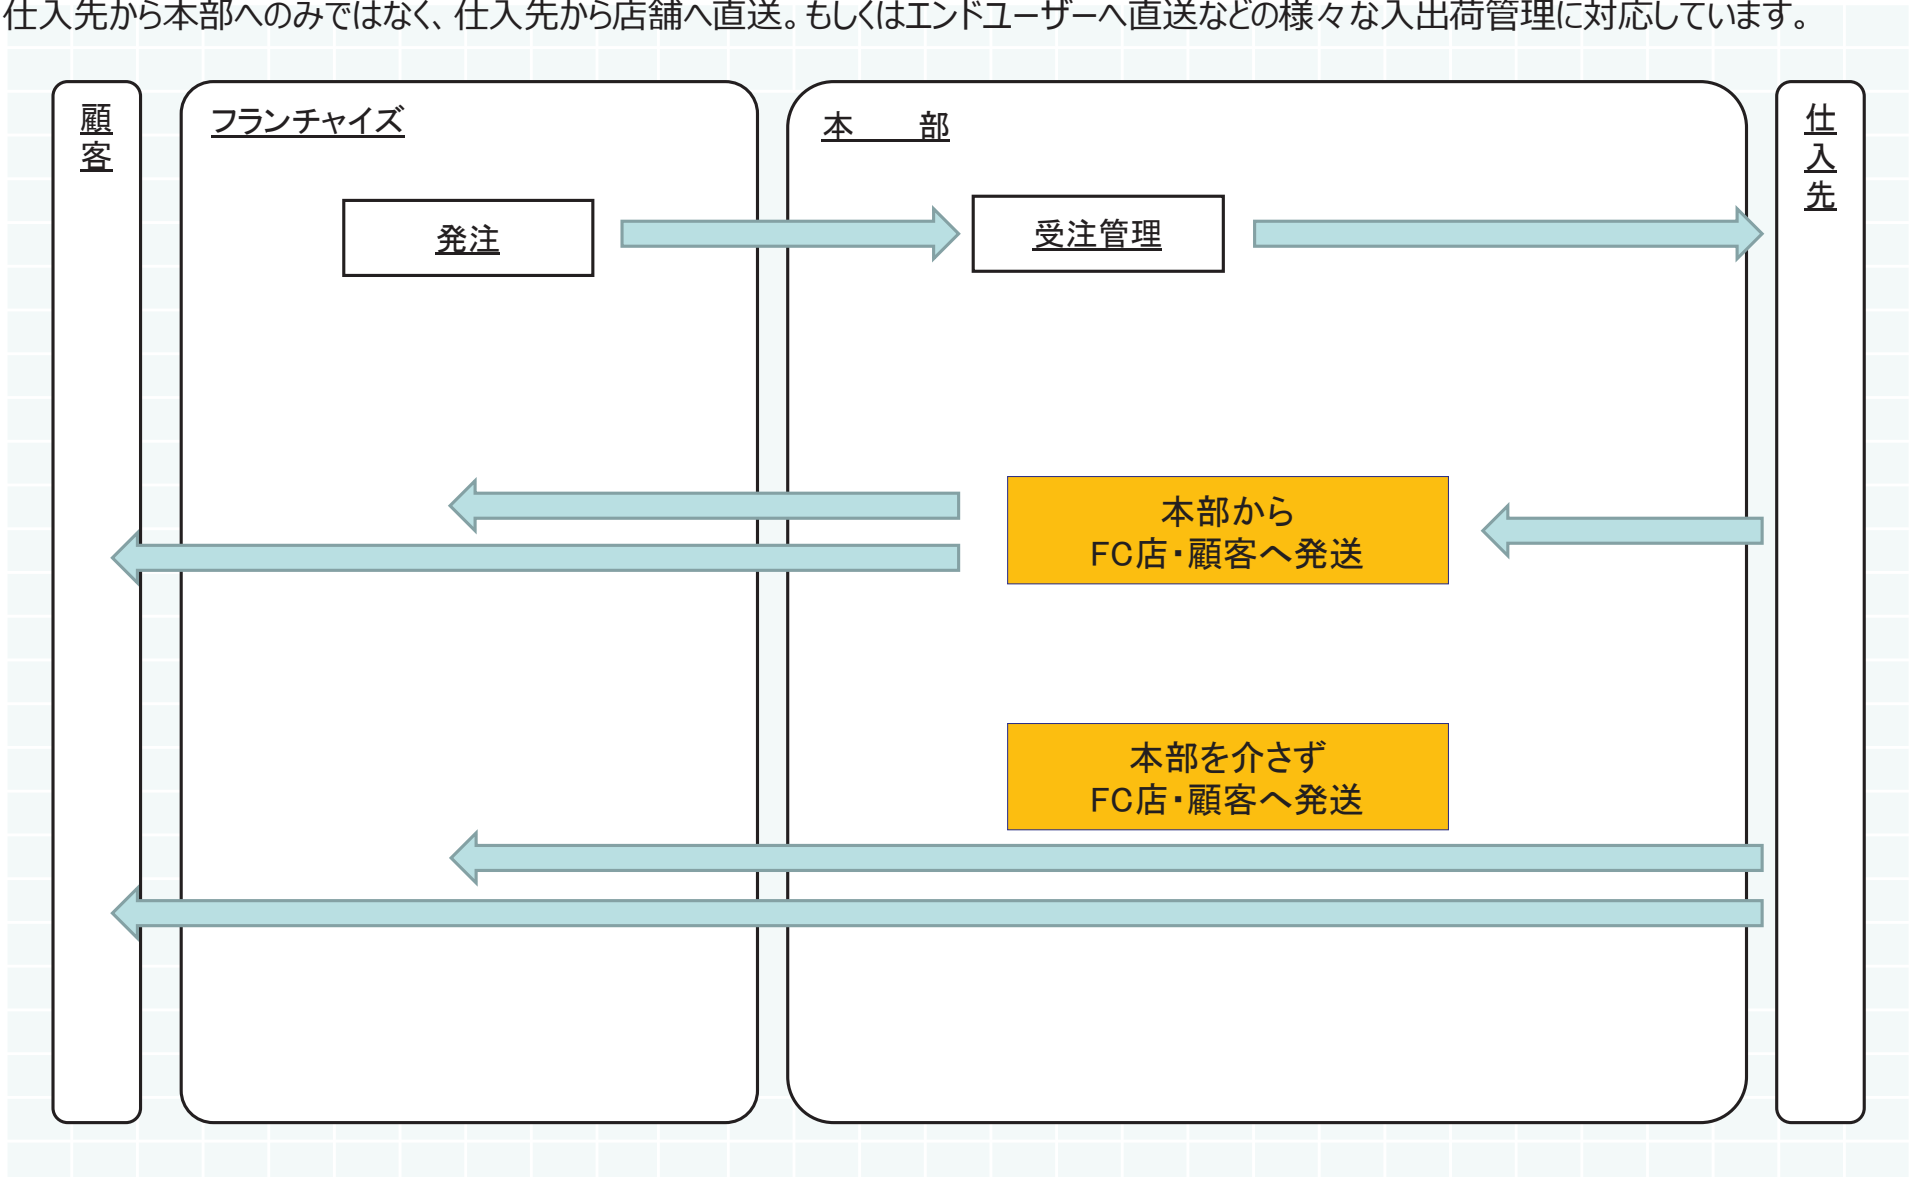 仕入先から本部へのみではなく、仕入先から店舗へ直送。もしくはエンドユーザーへ直送などの様々な入出荷管理に対応しています。
顧客
フランチャイズ
本　　部
仕入先
発注
受注管理
本部から
FC店・顧客へ発送
本部を介さず
FC店・顧客へ発送